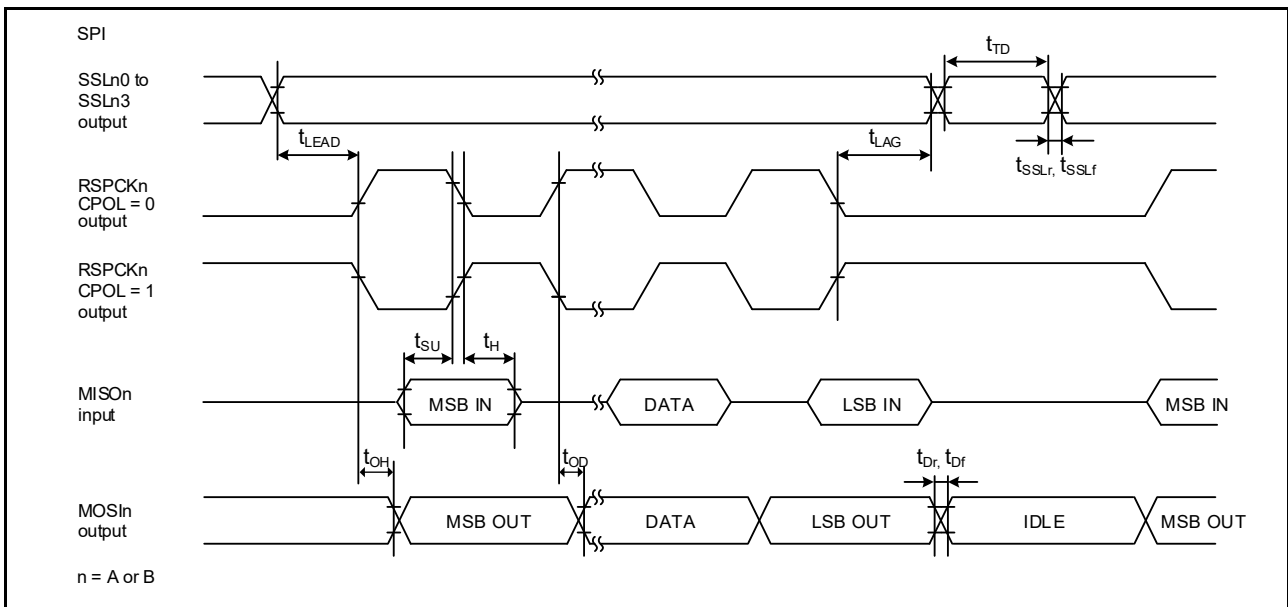 SPI
SSLn0 to
SSLn3
output
tTD
tLEAD
tLAG
tSSLr, tSSLf
RSPCKn
CPOL = 0
output
RSPCKn
CPOL = 1
output
tSU
tH
MISOn
input
MSB IN
DATA
LSB IN
MSB IN
tOH
tOD
tDr, tDf
MOSIn
output
MSB OUT
DATA
LSB OUT
IDLE
MSB OUT
n = A or B